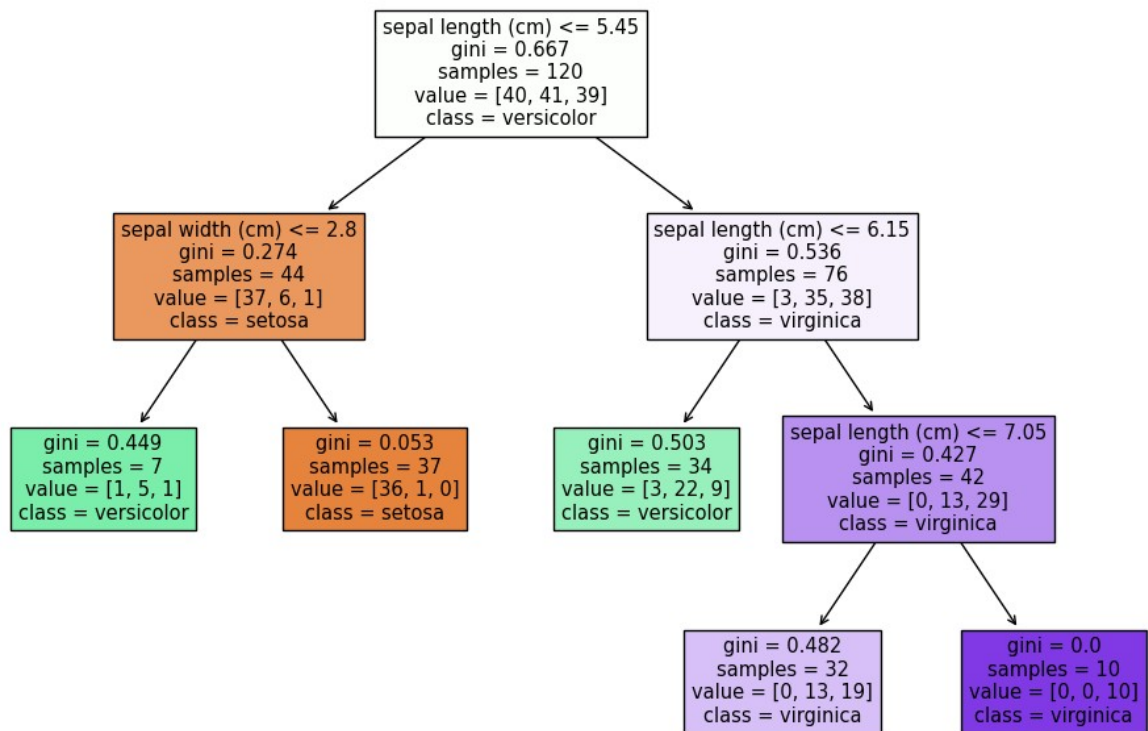 sepal length (cm) <= 5.45
gini = 0.667
samples = 120
value = [40, 41, 39]
class = versicolor
sepal width (cm) <= 2.8
gini = 0.274
samples = 44
value = [37, 6, 1]
class = setosa
sepal length (cm) <= 6.15
gini = 0.536
samples = 76
value = [3, 35, 38]
class = virginica
gini = 0.449
samples = 7
value = [1, 5, 1]
class = versicolor
gini = 0.053
samples = 37
value = [36, 1, 0]
class = setosa
gini = 0.503
samples = 34
value = [3, 22, 9]
class = versicolor
sepal length (cm) <= 7.05
gini = 0.427
samples = 42
value = [0, 13, 29]
class = virginica
gini = 0.482
samples = 32
value = [0, 13, 19]
class = virginica
gini = 0.0
samples = 10
value = [0, 0, 10]
class = virginica